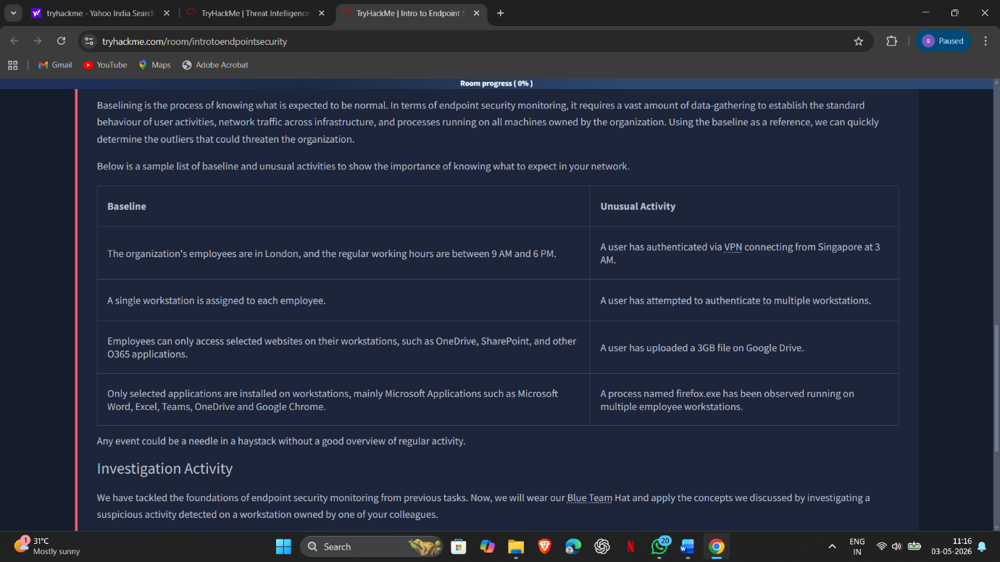 tryhackme - Yahoo India Search
TryHackMe | Threat Intelligence
TryHackMe | Intro to Endpoint S
tryhackme.com/room/introtoendpointsecurity
S
Paused
Gmail
YouTube
Maps
Adobe Acrobat
Room progress ( 0% )
Baselining is the process of knowing what is expected to be normal. In terms of endpoint security monitoring, it requires a vast amount of data-gathering to establish the standard
behaviour of user activities, network traffic across infrastructure, and processes running on all machines owned by the organization. Using the baseline as a reference, we can quickly
determine the outliers that could threaten the organization.
Below is a sample list of baseline and unusual activities to show the importance of knowing what to expect in your network.
Baseline
Unusual Activity
The organization's employees are in London, and the regular working hours are between 9 AM and 6 PM.
A user has authenticated via VPN connecting from Singapore at 3
AM.
A single workstation is assigned to each employee.
A user has attempted to authenticate to multiple workstations.
Employees can only access selected websites on their workstations, such as OneDrive, SharePoint, and other
O365 applications.
A user has uploaded a 3GB file on Google Drive.
Only selected applications are installed on workstations, mainly Microsoft Applications such as Microsoft
Word, Excel, Teams, OneDrive and Google Chrome.
A process named firefox.exe has been observed running on
multiple employee workstations.
Any event could be a needle in a haystack without a good overview of regular activity.
Investigation Activity
We have tackled the foundations of endpoint security monitoring from previous tasks. Now, we will wear our Blue Team Hat and apply the concepts we discussed by investigating a
suspicious activity detected on a workstation owned by one of your colleagues.
1
31°C
Mostly sunny
Search
20
ENG
IN
11:16
03-05-2026